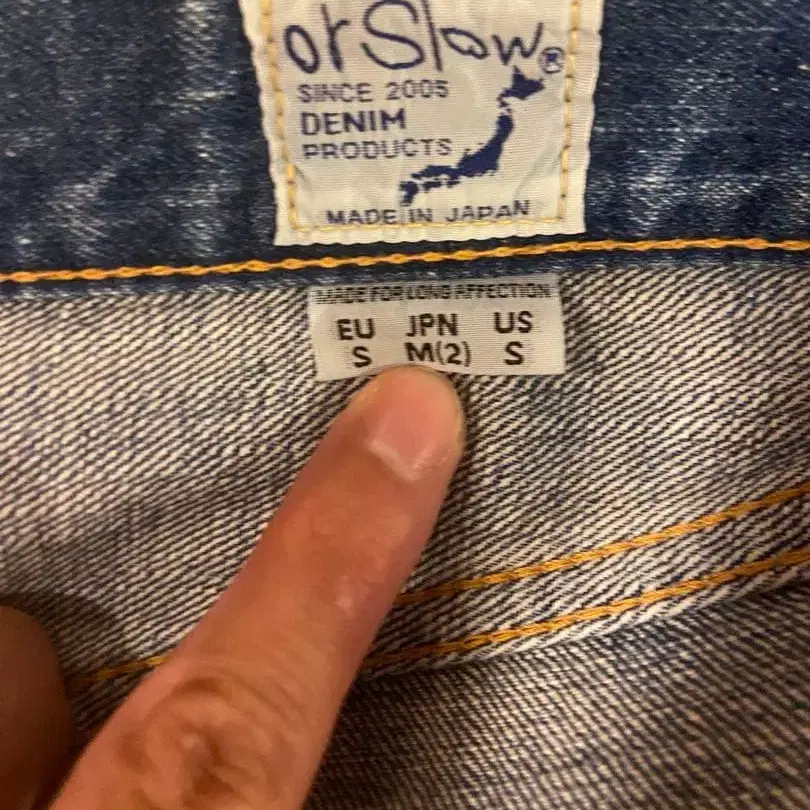 orSlow®
SINCE 2005
DENIM
PRODUCTS
MADE IN JAPAN
MADE FOR LONG AFFECTION
EU JPN US
S M(2) S